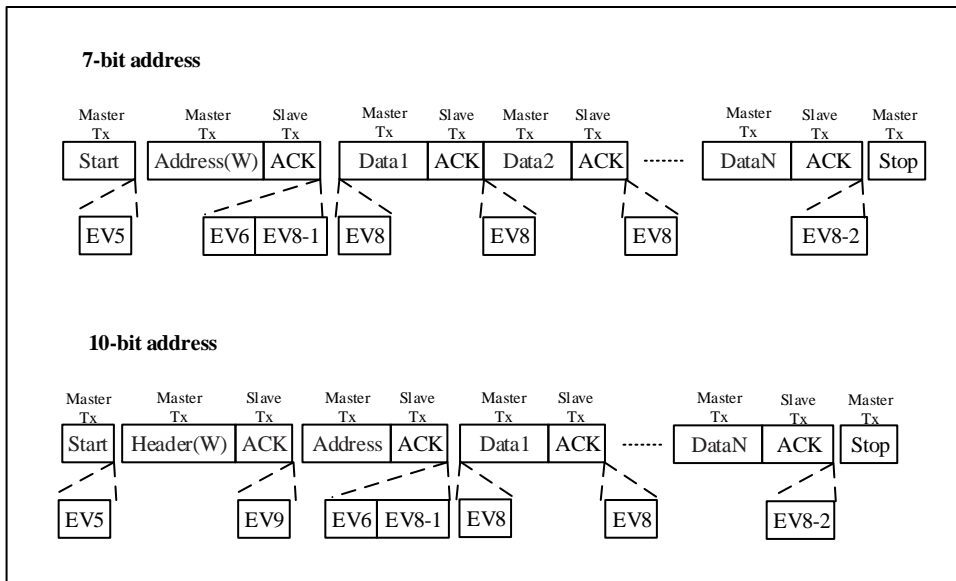 7-bit address
Master Master Slave Master Slave Master Slave Master Slave Master
Tx Tx Tx Tx Tx Tx Tx Tx Tx Tx
Start Address(W) ACK Data1 ACK Data2 ACK ........ DataN ACK Stop
EV5 EV6 EV8-1 EV8 EV8 EV8 EV8-2
10-bit address
Master Master Slave Master Slave Master Slave Master Slave Master
Tx Tx Tx Tx Tx Tx Tx Tx Tx Tx
Start Header(W) ACK Address ACK Data1 ACK ........ DataN ACK Stop
EV5 EV9 EV6 EV8-1 EV8 EV8 EV8-2